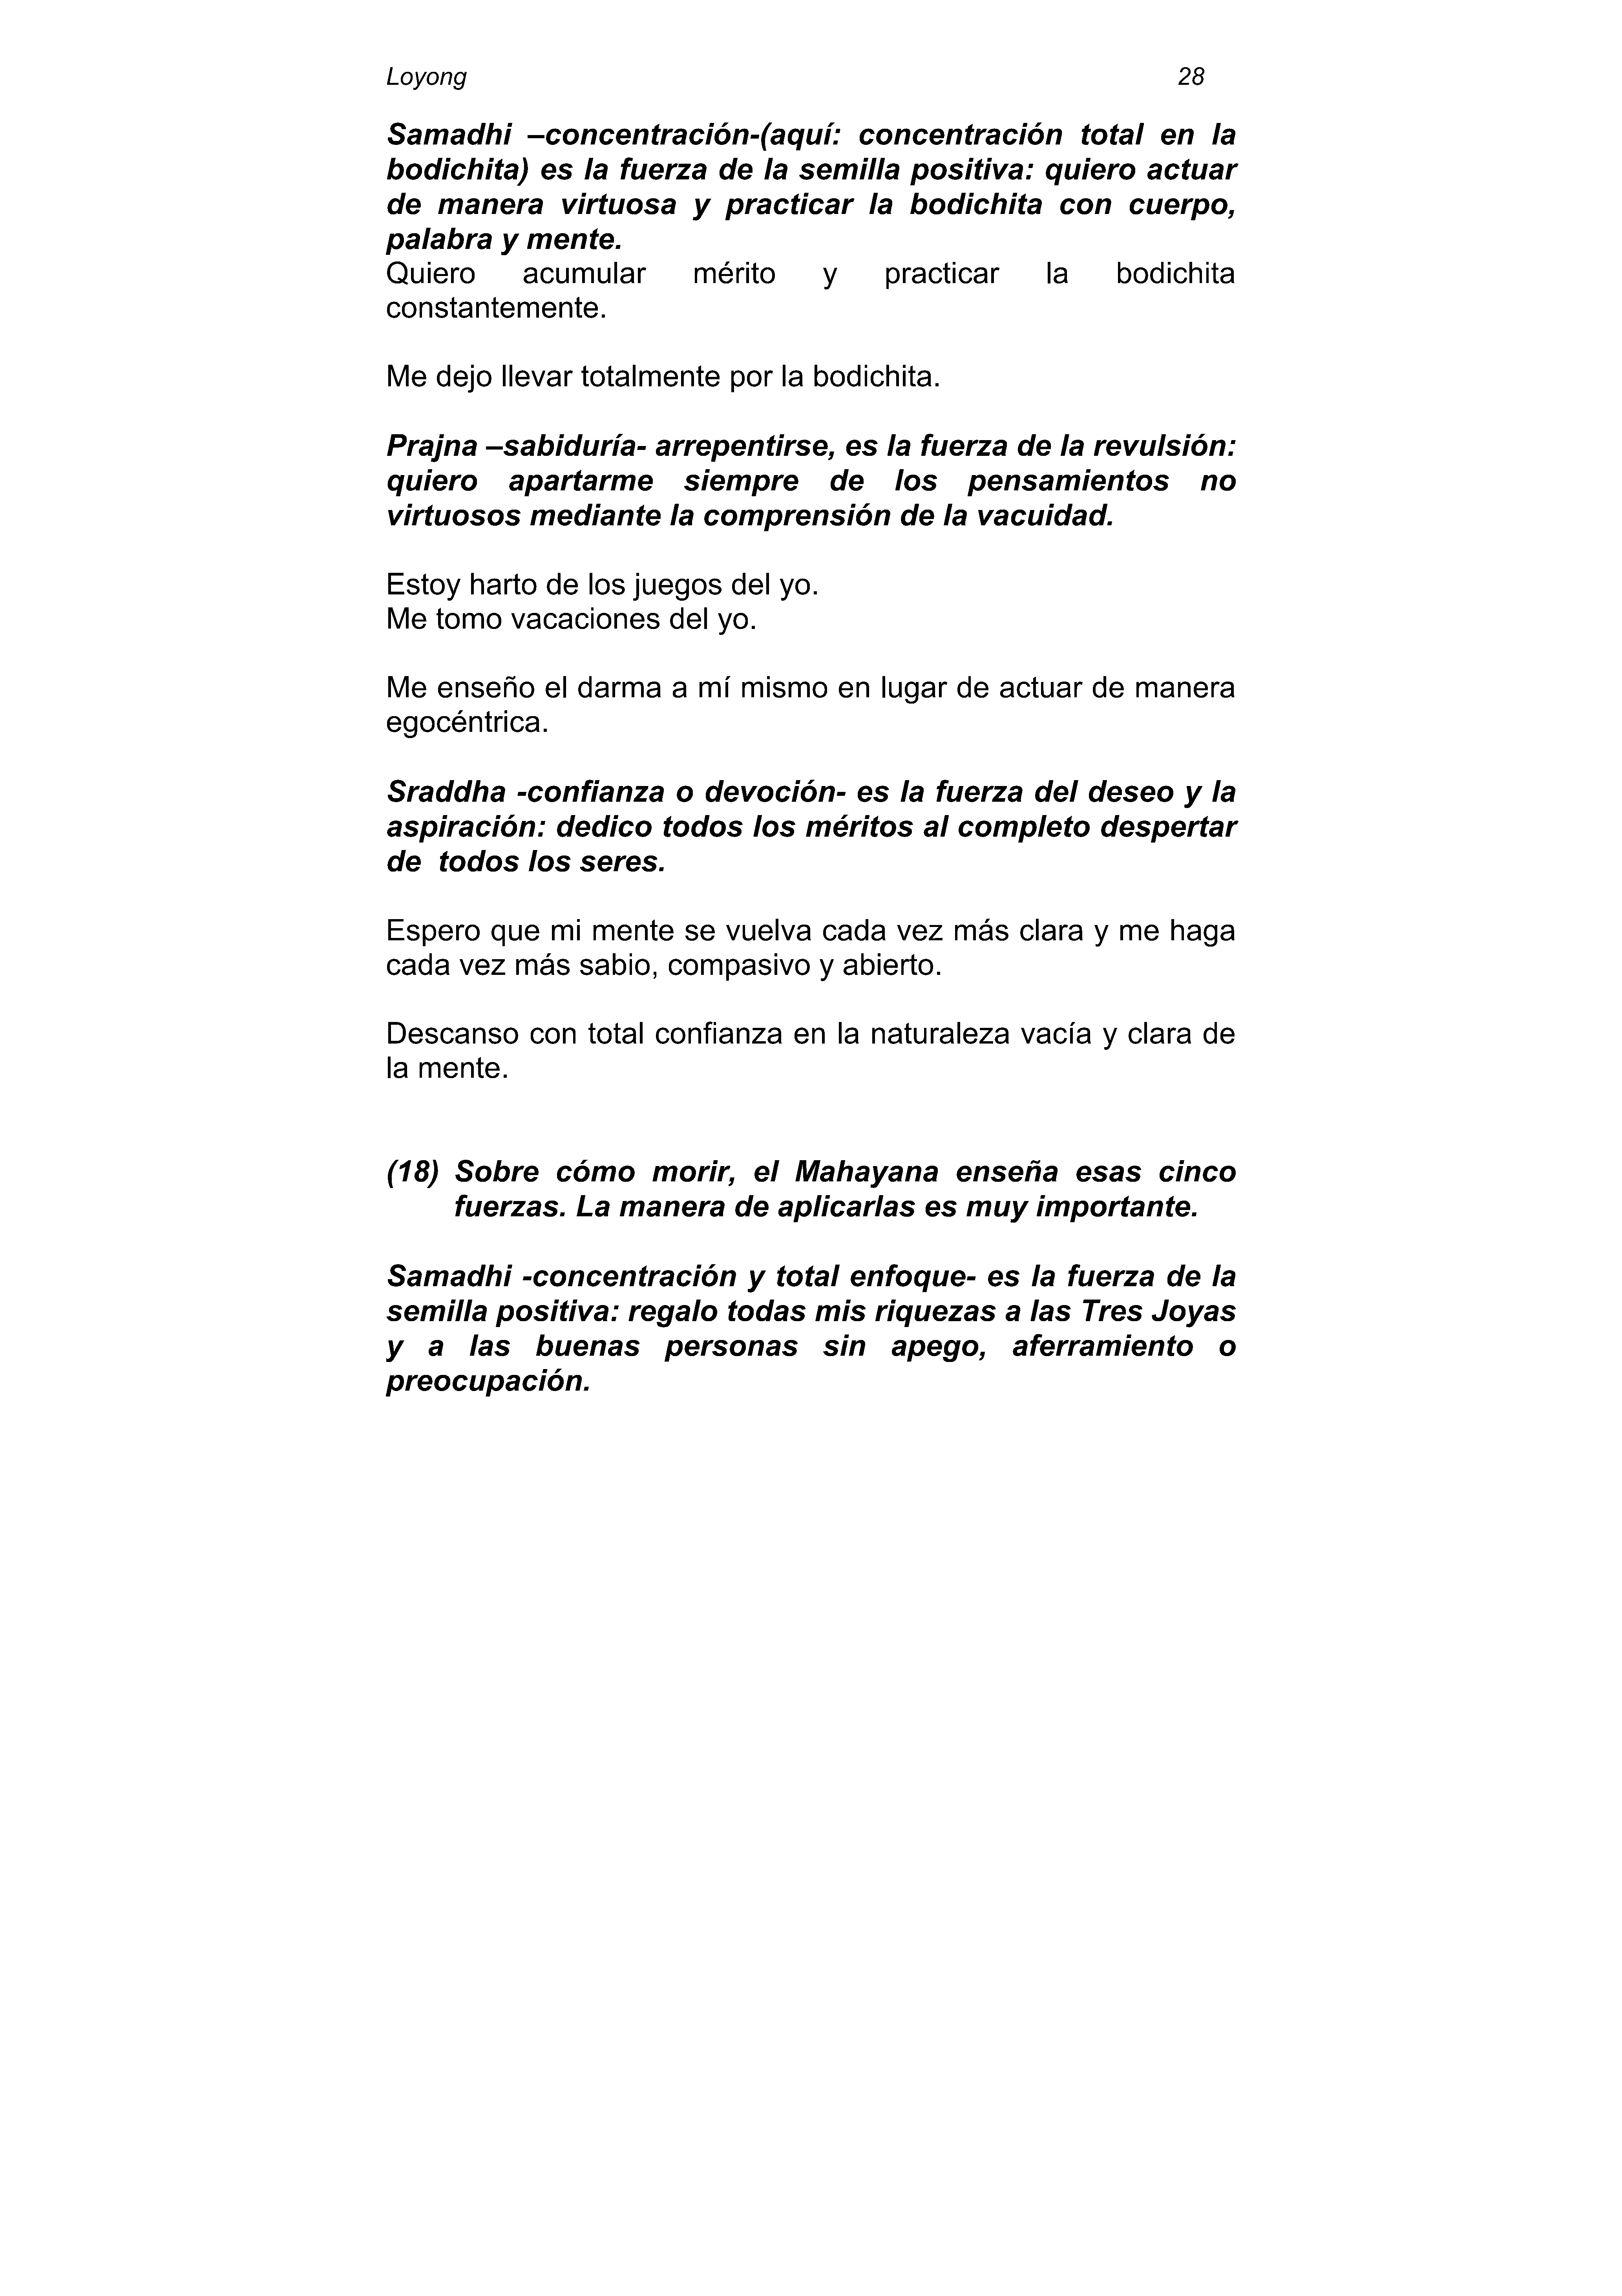 Loyong 28
Samadhi –concentración-(aquí: concentración total en la
bodichita) es la fuerza de la semilla positiva: quiero actuar
de manera virtuosa y practicar la bodichita con cuerpo,
palabra y mente.
Quiero acumular mérito y practicar la bodichita
constantemente.
Me dejo llevar totalmente por la bodichita.
Prajna –sabiduría- arrepentirse, es la fuerza de la revulsión:
quiero apartarme siempre de los pensamientos no
virtuosos mediante la comprensión de la vacuidad.
Estoy harto de los juegos del yo.
Me tomo vacaciones del yo.
Me enseño el darma a mí mismo en lugar de actuar de manera
egocéntrica.
Sraddha -confianza o devoción- es la fuerza del deseo y la
aspiración: dedico todos los méritos al completo despertar
de todos los seres.
Espero que mi mente se vuelva cada vez más clara y me haga
cada vez más sabio, compasivo y abierto.
Descanso con total confianza en la naturaleza vacía y clara de
la mente.
(18) Sobre cómo morir, el Mahayana enseña esas cinco
fuerzas. La manera de aplicarlas es muy importante.
Samadhi -concentración y total enfoque- es la fuerza de la
semilla positiva: regalo todas mis riquezas a las Tres Joyas
y a las buenas personas sin apego, aferramiento o
preocupación.